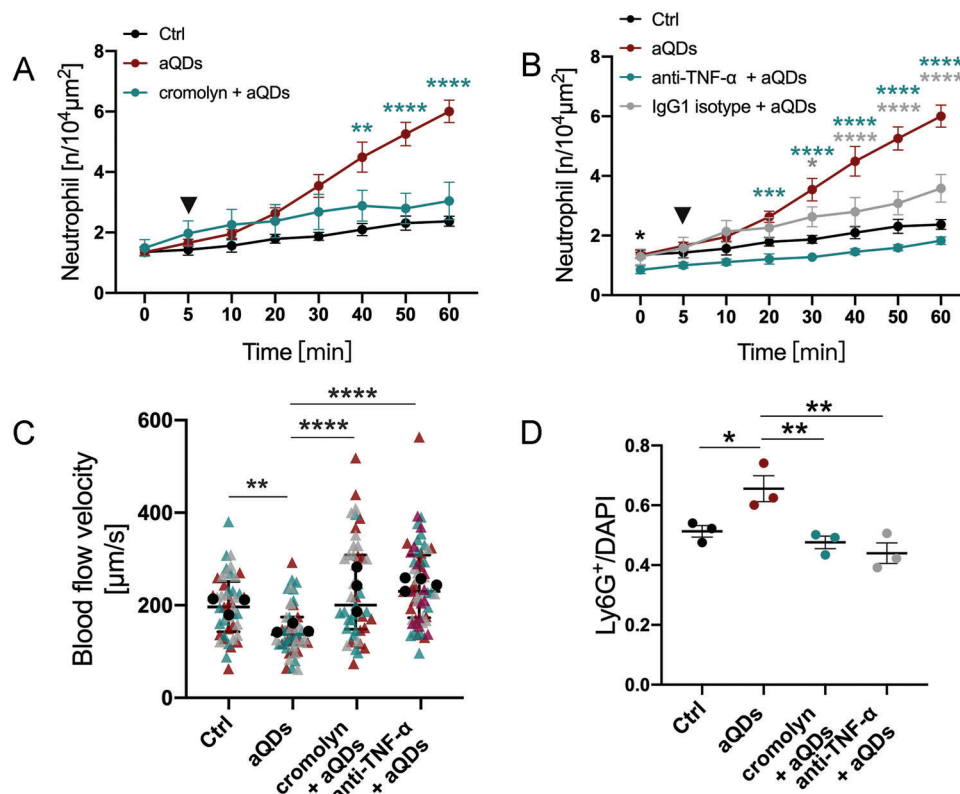 A
Ctrl
aQDs
cromolyn + aQDs
Neutrophil [n/10⁴µm²]
8
6
4
2
0
** **** ****
0 5 10 20 30 40 50 60
Time [min]
B
Ctrl
aQDs
anti-TNF-α + aQDs
IgG1 isotype + aQDs
Neutrophil [n/10⁴µm²]
8
6
4
2
0
* *** **** **** **** ****
* **** **** ****
0 5 10 20 30 40 50 60
Time [min]
C
Blood flow velocity
[µm/s]
600
400
200
0
****
****
**
Ctrl
aQDs
cromolyn
+ aQDs
anti-TNF-α
+ aQDs
D
Ly6G⁺/DAPI
0.8
0.6
0.4
0.2
0.0
**
* **
Ctrl
aQDs
cromolyn
+ aQDs
anti-TNF-α
+ aQDs